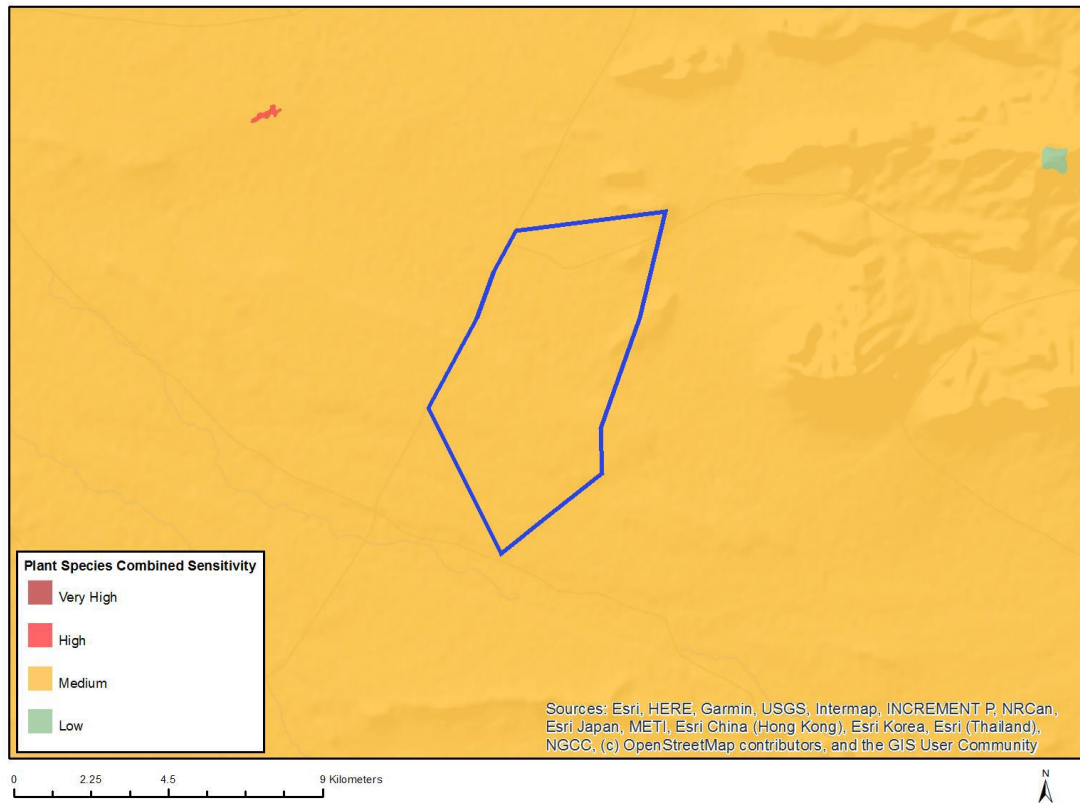 Plant Species Combined Sensitivity
Very High
High
Medium
Low
Sources: Esri, HERE, Garmin, USGS, Intermap, INCREMENT P, NRCan,
Esri Japan, METI, Esri China (Hong Kong), Esri Korea, Esri (Thailand),
NGCC, (c) OpenStreetMap contributors, and the GIS User Community
0 2.25 4.5 9 Kilometers
N